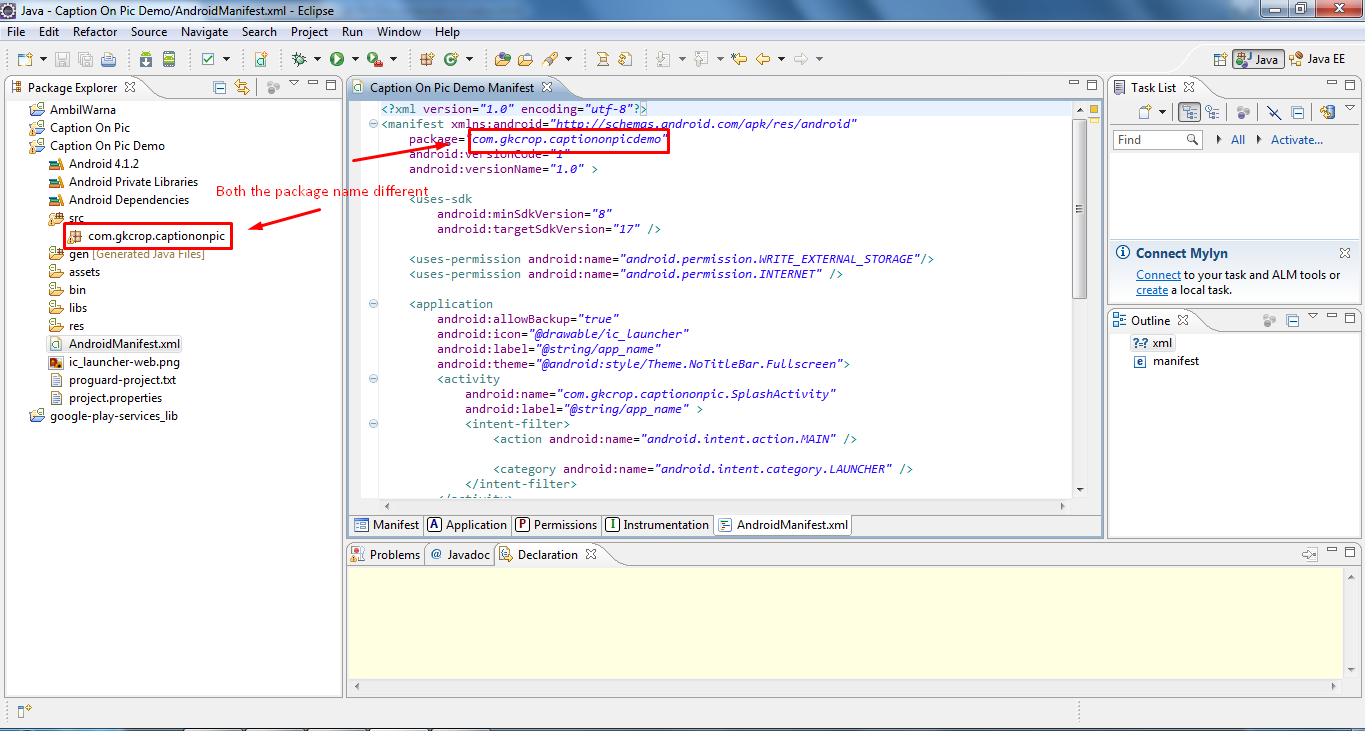 Java - Caption On Pic Demo/AndroidManifest.xml - Eclipse
File Edit Refactor Source Navigate Search Project Run Window Help
Java Java EE
Package Explorer
AmbilWarna
Caption On Pic
Caption On Pic Demo
Android 4.1.2
Android Private Libraries
Android Dependencies
src
com.gkcrop.captiononpic
gen [Generated Java Files]
assets
bin
libs
res
AndroidManifest.xml
ic_launcher-web.png
proguard-project.txt
project.properties
google-play-services_lib
Both the package name different
Caption On Pic Demo Manifest
<?xml version="1.0" encoding="utf-8"?>
<manifest xmlns:android="http://schemas.android.com/apk/res/android"
package="com.gkcrop.captiononpicdemo"
android:versionCode="1"
android:versionName="1.0" >
<uses-sdk
android:minSdkVersion="8"
android:targetSdkVersion="17" />
<uses-permission android:name="android.permission.WRITE_EXTERNAL_STORAGE"/>
<uses-permission android:name="android.permission.INTERNET" />
<application
android:allowBackup="true"
android:icon="@drawable/ic_launcher"
android:label="@string/app_name"
android:theme="@android:style/Theme.NoTitleBar.Fullscreen">
<activity
android:name="com.gkcrop.captiononpic.SplashActivity"
android:label="@string/app_name" >
<intent-filter>
<action android:name="android.intent.action.MAIN" />
<category android:name="android.intent.category.LAUNCHER" />
</intent-filter>
</activity>
Manifest A Application P Permissions I Instrumentation AndroidManifest.xml
Problems @ Javadoc Declaration
Task List
Find All Activate...
Connect Mylyn
Connect to your task and ALM tools or
create a local task.
Outline
?=? xml
e manifest